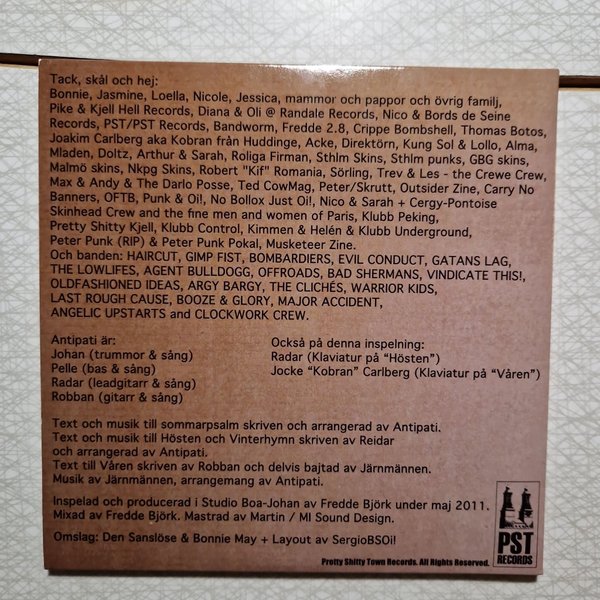 Tack, skål och hej:
Bonnie, Jasmine, Loella, Nicole, Jessica, mammor och pappor och övrig familj,
Pike & Kjell Hell Records, Diana & Oli @ Randale Records, Nico & Bords de Seine
Records, PST/PST Records, Bandworm, Fredde 2.8, Crippe Bombshell, Thomas Botos,
Joakim Carlberg aka Kobran från Huddinge, Acke, Direktörn, Kung Sol & Lollo, Alma,
Mladen, Doltz, Arthur & Sarah, Roliga Firman, Sthlm Skins, Sthlm punks, GBG skins,
Malmö skins, Nkpg Skins, Robert "Kif" Romania, Sörling, Trev & Les - the Crewe Crew,
Max & Andy & The Darlo Posse, Ted CowMag, Peter/Skrutt, Outsider Zine, Carry No
Banners, OFTB, Punk & Oi!, No Bollox Just Oi!, Nico & Sarah + Cergy-Pontoise
Skinhead Crew and the fine men and women of Paris, Klubb Peking,
Pretty Shitty Kjell, Klubb Control, Kimmen & Helén & Klubb Underground,
Peter Punk (RIP) & Peter Punk Pokal, Musketeer Zine.
Och banden: HAIRCUT, GIMP FIST, BOMBARDIERS, EVIL CONDUCT, GATANS LAG,
THE LOWLIFES, AGENT BULLDOGG, OFFROADS, BAD SHERMANS, VINDICATE THIS!,
OLDFASHIONED IDEAS, ARGY BARGY, THE CLICHÉS, WARRIOR KIDS,
LAST ROUGH CAUSE, BOOZE & GLORY, MAJOR ACCIDENT,
ANGELIC UPSTARTS and CLOCKWORK CREW.
Antipati är:
Johan (trummor & sång)
Pelle (bas & sång)
Radar (leadgitarr & sång)
Robban (gitarr & sång)
Också på denna inspelning:
Radar (Klaviatur på "Hösten")
Jocke "Kobran" Carlberg (Klaviatur på "Våren")
Text och musik till sommarpsalm skriven och arrangerad av Antipati.
Text och musik till Hösten och Vinterhymn skriven av Reidar
och arrangerad av Antipati.
Text till Våren skriven av Robban och delvis bajtad av Järnmännen.
Musik av Järnmännen, arrangemang av Antipati.
Inspelad och producerad i Studio Boa-Johan av Fredde Björk under maj 2011.
Mixad av Fredde Björk. Mastrad av Martin / MI Sound Design.
Omslag: Den Sanslöse & Bonnie May + Layout av SergioBSOi!
PST
RECORDS
Pretty Shitty Town Records. All Rights Reserved.